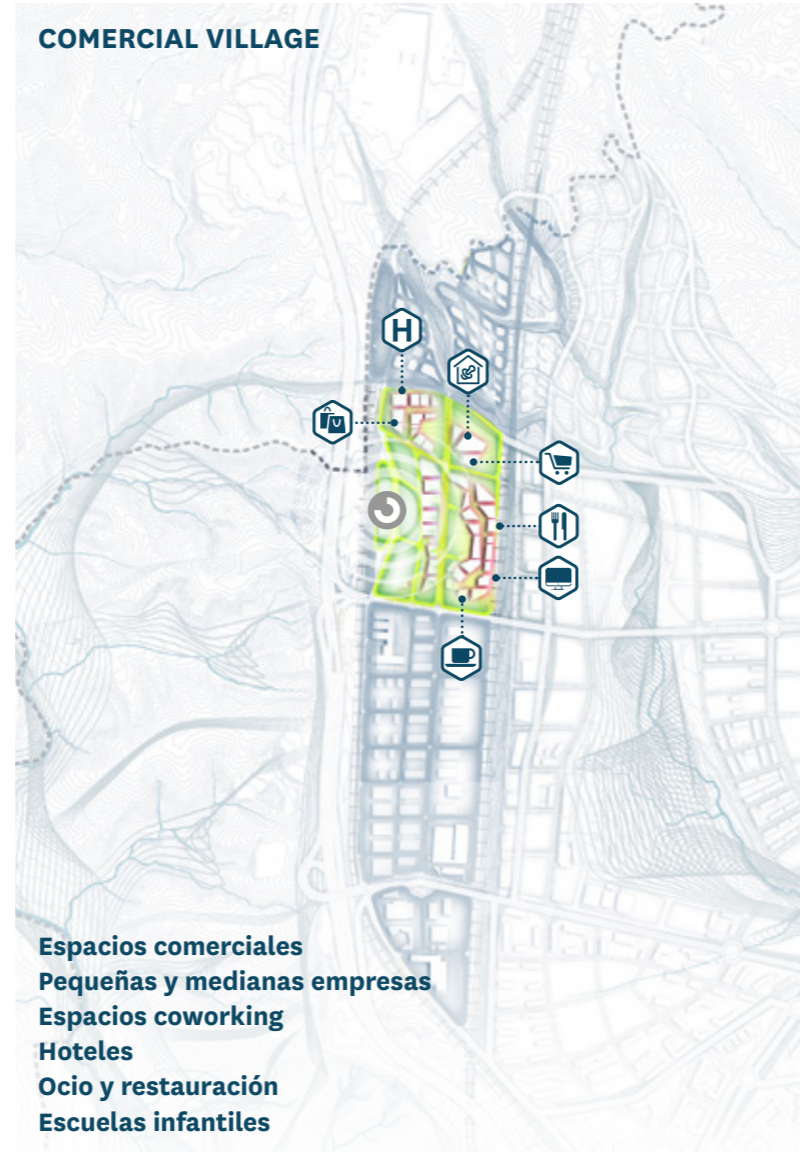 COMERCIAL VILLAGE
H
Espacios comerciales
Pequeñas y medianas empresas
Espacios coworking
Hoteles
Ocio y restauración
Escuelas infantiles